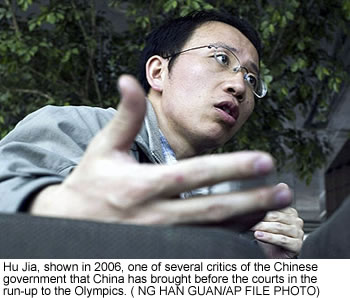 Hu Jia, shown in 2006, one of several critics of the Chinese
government that China has brought before the courts in the
run-up to the Olympics. ( NG HAN GUAN/AP FILE PHOTO)